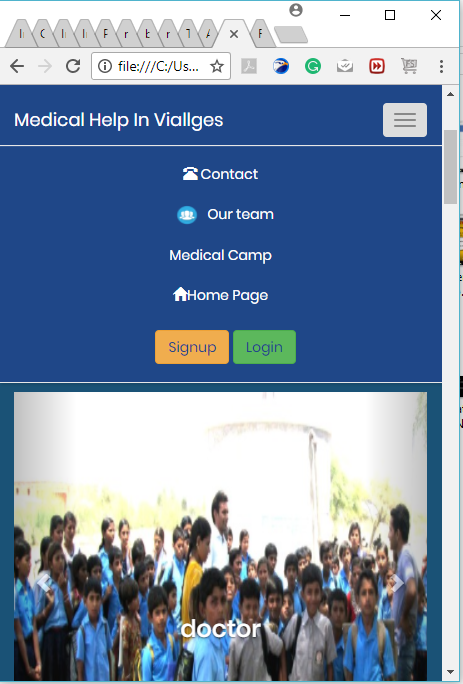 file:///C:/Us...
Medical Help In Viallges
Contact
Our team
Medical Camp
Home Page
Signup Login
doctor